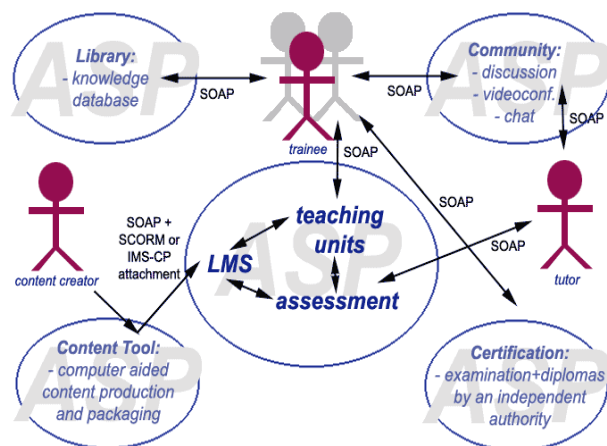 ASP
Library:
- knowledge
database
SOAP
trainee
SOAP
ASP
Community:
- discussion
- videoconf.
- chat
SOAP
SOAP
content creator
SOAP +
SCORM or
IMS-CP
attachment
ASP
teaching
units
LMS
assessment
SOAP
SOAP
tutor
ASP
Content Tool:
- computer aided
content production
and packaging
ASP
Certification:
- examination+diplomas
by an independent
authority